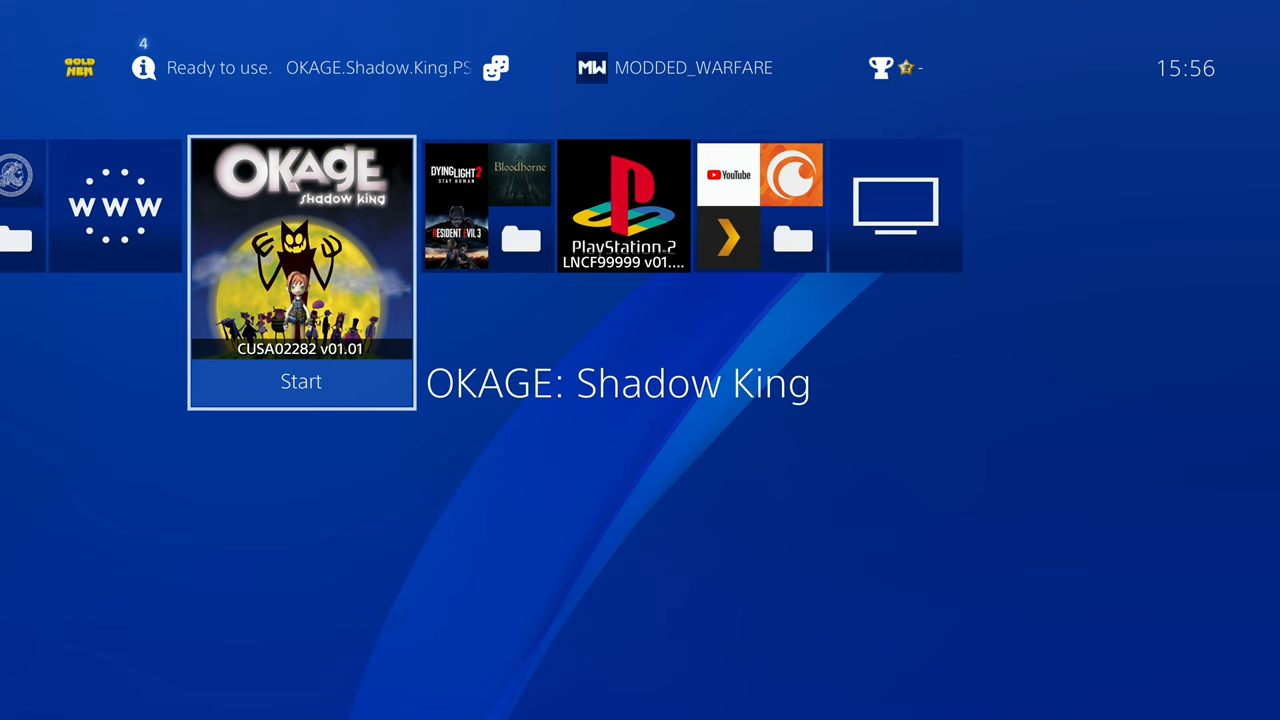 4
GOLD
HEN
Ready to use. OKAGE.Shadow.King.PS
MW MODDED_WARFARE
-
15:56
WWW
OKAGE
shadow king
CUSA02282 v01.01
Start
DYING LIGHT 2
STAY HUMAN
Bloodborne
RESIDENT EVIL 3
PlayStation 2
LNCF99999 v01....
YouTube
OKAGE: Shadow King